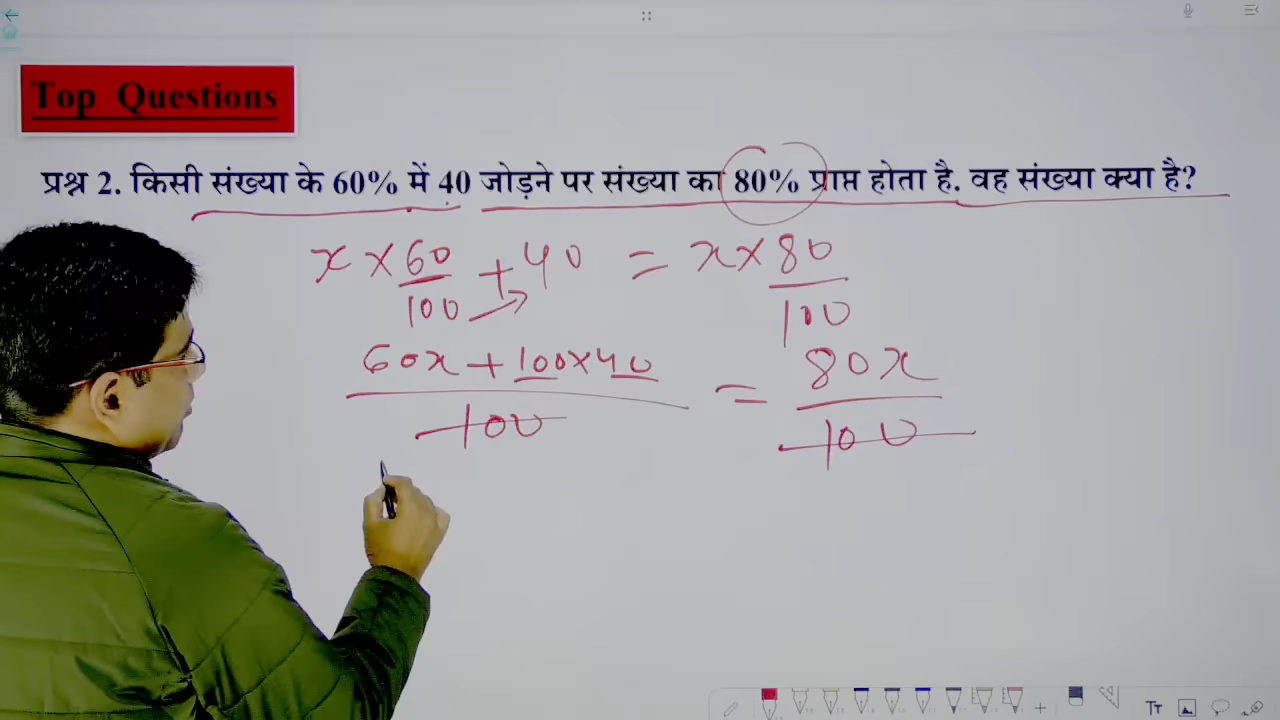 Top Questions
प्रश्न 2. किसी संख्या के 60% में 40 जोड़ने पर संख्या का 80% प्राप्त होता है. वह संख्या क्या है?
x × 60/100 + 40 = x × 80/100
60x + 100×40/100 = 80x/100
Tт